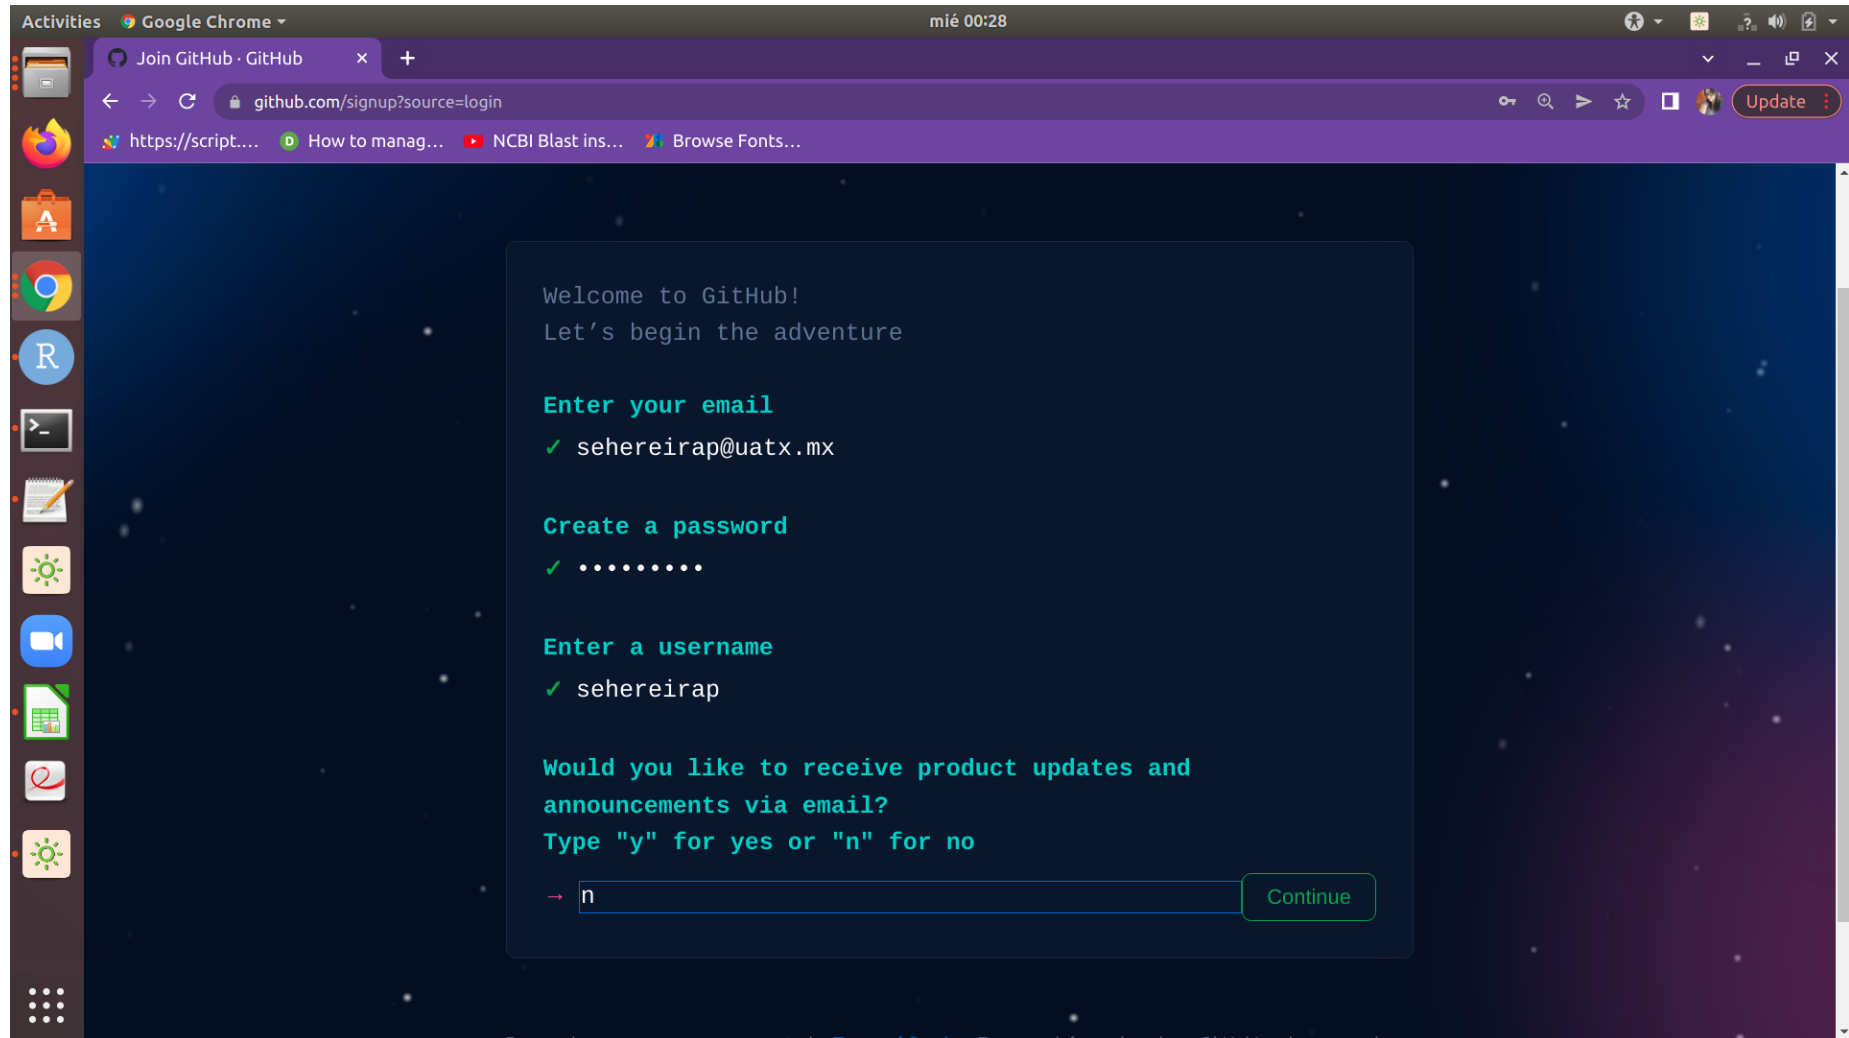 Activities Google Chrome mié 00:28
Join GitHub · GitHub
github.com/signup?source=login Update
https://script.... How to manag... NCBI Blast ins... Browse Fonts...
Welcome to GitHub!
Let’s begin the adventure
Enter your email
✓ sehereirap@uatx.mx
Create a password
✓ •••••••••
Enter a username
✓ sehereirap
Would you like to receive product updates and
announcements via email?
Type "y" for yes or "n" for no
→ n Continue